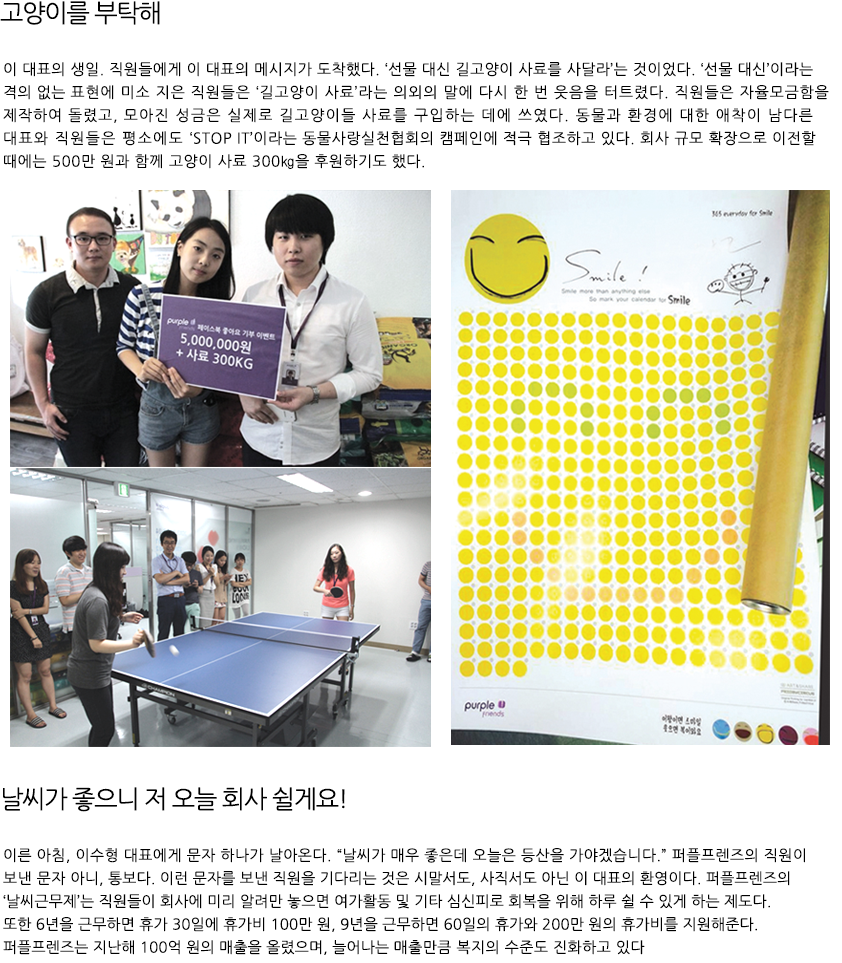 고양이를 부탁해
이 대표의 생일. 직원들에게 이 대표의 메시지가 도착했다. ‘선물 대신 길고양이 사료를 사달라’는 것이었다. ‘선물 대신’이라는
격의 없는 표현에 미소 지은 직원들은 ‘길고양이 사료’라는 의외의 말에 다시 한 번 웃음을 터트렸다. 직원들은 자율모금함을
제작하여 돌렸고, 모아진 성금은 실제로 길고양이들 사료를 구입하는 데에 쓰였다. 동물과 환경에 대한 애착이 남다른
대표와 직원들은 평소에도 ‘STOP IT’이라는 동물사랑실천협회의 캠페인에 적극 협조하고 있다. 회사 규모 확장으로 이전할
때에는 500만 원과 함께 고양이 사료 300㎏을 후원하기도 했다.
purple friends 페이스북 좋아요 기부 이벤트
5,000,000원
+ 사료 300KG
365 everyday for Smile
Smile !
Smile more than anything else
So mark your calendar for Smile
purple friends
이왕이면 스마일
웃으면 복이와요
날씨가 좋으니 저 오늘 회사 쉴게요!
이른 아침, 이수형 대표에게 문자 하나가 날아온다. “날씨가 매우 좋은데 오늘은 등산을 가야겠습니다.” 퍼플프렌즈의 직원이
보낸 문자 아니, 통보다. 이런 문자를 보낸 직원을 기다리는 것은 시말서도, 사직서도 아닌 이 대표의 환영이다. 퍼플프렌즈의
‘날씨근무제’는 직원들이 회사에 미리 알려만 놓으면 여가활동 및 기타 심신피로 회복을 위해 하루 쉴 수 있게 하는 제도다.
또한 6년을 근무하면 휴가 30일에 휴가비 100만 원, 9년을 근무하면 60일의 휴가와 200만 원의 휴가비를 지원해준다.
퍼플프렌즈는 지난해 100억 원의 매출을 올렸으며, 늘어나는 매출만큼 복지의 수준도 진화하고 있다